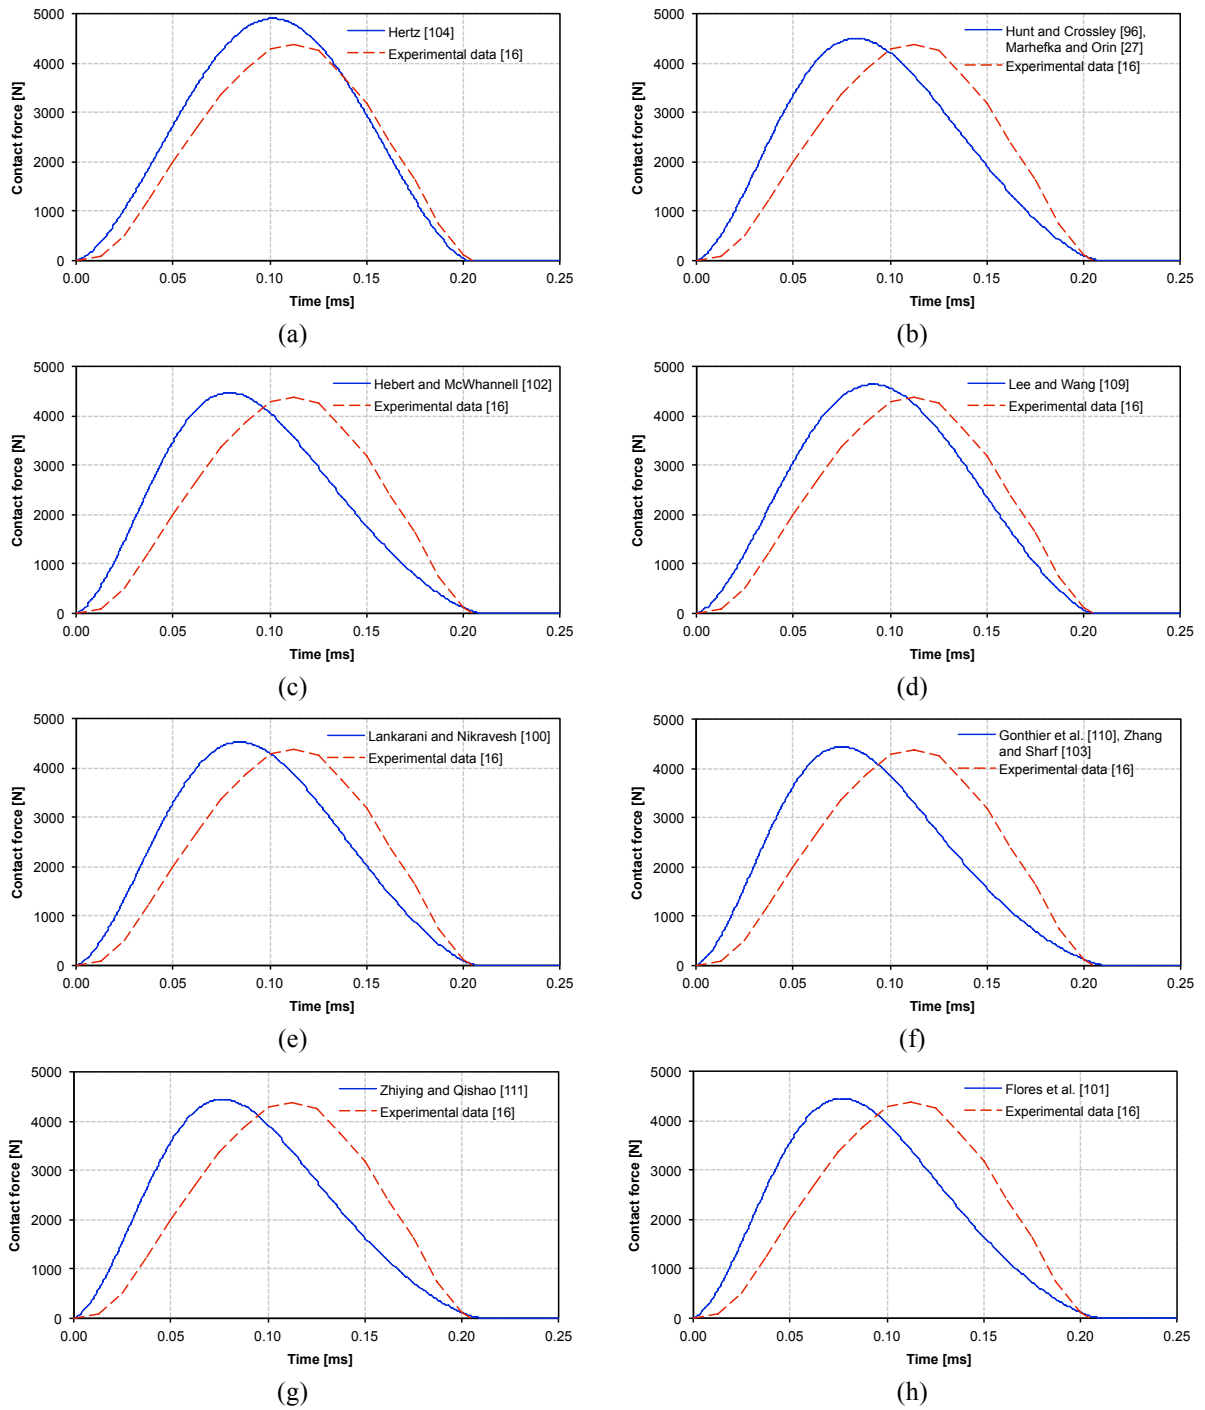 5000
4000
3000
2000
1000
0
Contact force [N]
Hertz [104]
Experimental data [16]
0.00 0.05 0.10 0.15 0.20 0.25
Time [ms]
(a)
5000
4000
3000
2000
1000
0
Contact force [N]
Hunt and Crossley [96],
Marhefka and Orin [27]
Experimental data [16]
0.00 0.05 0.10 0.15 0.20 0.25
Time [ms]
(b)
5000
4000
3000
2000
1000
0
Contact force [N]
Hebert and McWhannell [102]
Experimental data [16]
0.00 0.05 0.10 0.15 0.20 0.25
Time [ms]
(c)
5000
4000
3000
2000
1000
0
Contact force [N]
Lee and Wang [109]
Experimental data [16]
0.00 0.05 0.10 0.15 0.20 0.25
Time [ms]
(d)
5000
4000
3000
2000
1000
0
Contact force [N]
Lankarani and Nikravesh [100]
Experimental data [16]
0.00 0.05 0.10 0.15 0.20 0.25
Time [ms]
(e)
5000
4000
3000
2000
1000
0
Contact force [N]
Gonthier et al. [110], Zhang
and Sharf [103]
Experimental data [16]
0.00 0.05 0.10 0.15 0.20 0.25
Time [ms]
(f)
5000
4000
3000
2000
1000
0
Contact force [N]
Zhiying and Qishao [111]
Experimental data [16]
0.00 0.05 0.10 0.15 0.20 0.25
Time [ms]
(g)
5000
4000
3000
2000
1000
0
Contact force [N]
Flores et al. [101]
Experimental data [16]
0.00 0.05 0.10 0.15 0.20 0.25
Time [ms]
(h)